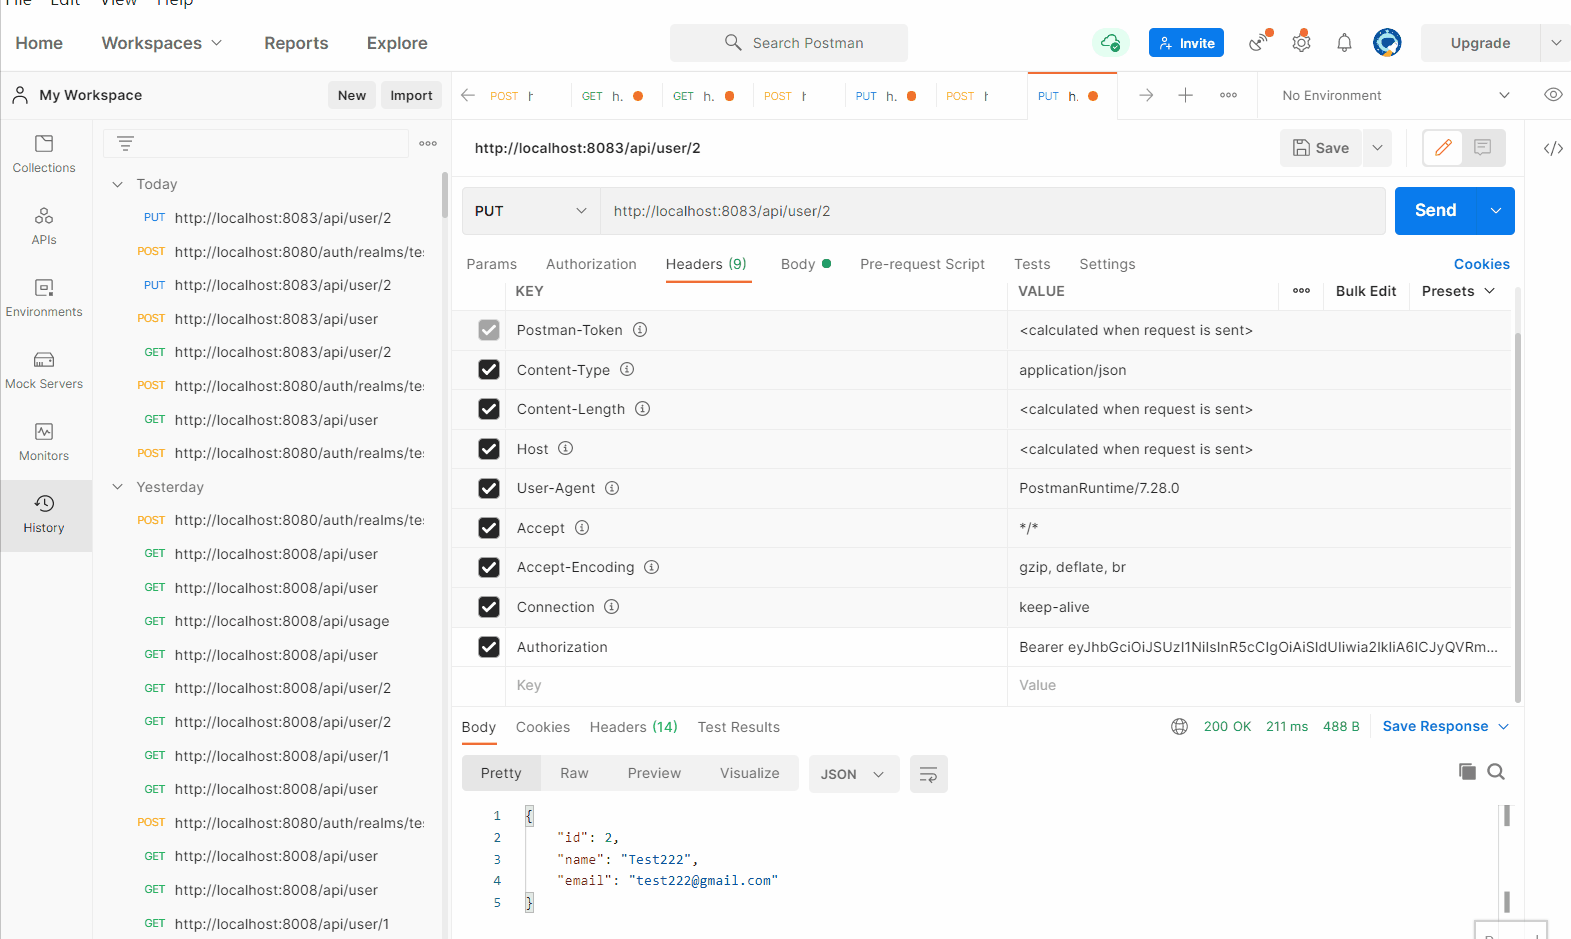 File Edit View Help
Home Workspaces Reports Explore Search Postman Invite Upgrade
My Workspace New Import POST h GET h. GET h. POST h PUT h. POST h PUT h. No Environment
Collections
APIs
Environments
Mock Servers
Monitors
History
Today
PUT http://localhost:8083/api/user/2
POST http://localhost:8080/auth/realms/te
PUT http://localhost:8083/api/user/2
POST http://localhost:8083/api/user
GET http://localhost:8083/api/user/2
POST http://localhost:8080/auth/realms/te
GET http://localhost:8083/api/user
POST http://localhost:8080/auth/realms/te
Yesterday
POST http://localhost:8080/auth/realms/te
GET http://localhost:8008/api/user
GET http://localhost:8008/api/user
GET http://localhost:8008/api/usage
GET http://localhost:8008/api/user
GET http://localhost:8008/api/user/2
GET http://localhost:8008/api/user/2
GET http://localhost:8008/api/user/1
GET http://localhost:8008/api/user
POST http://localhost:8080/auth/realms/te
GET http://localhost:8008/api/user
GET http://localhost:8008/api/user
GET http://localhost:8008/api/user/1
http://localhost:8083/api/user/2 Save
PUT http://localhost:8083/api/user/2 Send
Params Authorization Headers (9) Body Pre-request Script Tests Settings Cookies
KEY VALUE Bulk Edit Presets
Postman-Token <calculated when request is sent>
Content-Type application/json
Content-Length <calculated when request is sent>
Host <calculated when request is sent>
User-Agent PostmanRuntime/7.28.0
Accept */*
Accept-Encoding gzip, deflate, br
Connection keep-alive
Authorization Bearer eyJhbGciOiJSUzI1NiIsInR5cCIgOiAiSldUIiwia2lkIiA6ICJyQVRm...
Key Value
Body Cookies Headers (14) Test Results 200 OK 211 ms 488 B Save Response
Pretty Raw Preview Visualize JSON
1 {
2 "id": 2,
3 "name": "Test222",
4 "email": "test222@gmail.com"
5 }